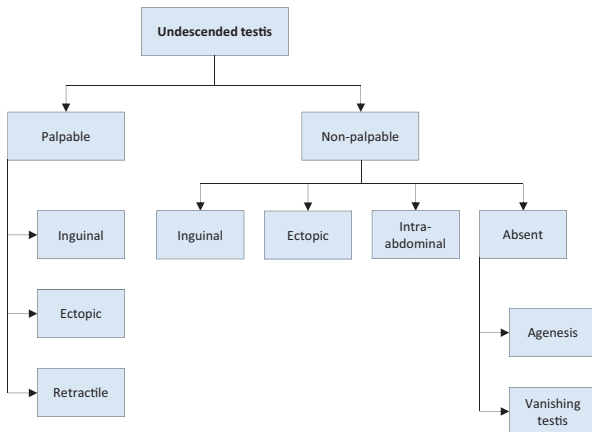 Undescended testis
Palpable
Non-palpable
Inguinal
Ectopic
Retractile
Inguinal
Ectopic
Intra-
abdominal
Absent
Agenesis
Vanishing
testis